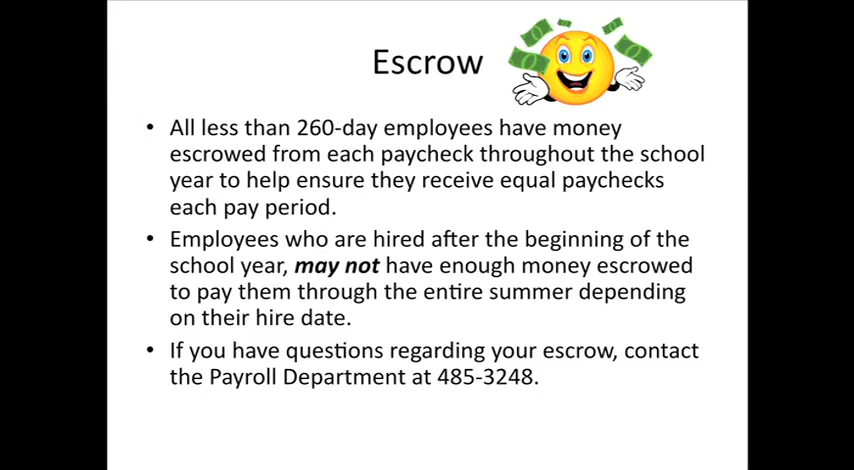 Escrow
• All less than 260-day employees have money
escrowed from each paycheck throughout the school
year to help ensure they receive equal paychecks
each pay period.
• Employees who are hired after the beginning of the
school year, may not have enough money escrowed
to pay them through the entire summer depending
on their hire date.
• If you have questions regarding your escrow, contact
the Payroll Department at 485-3248.